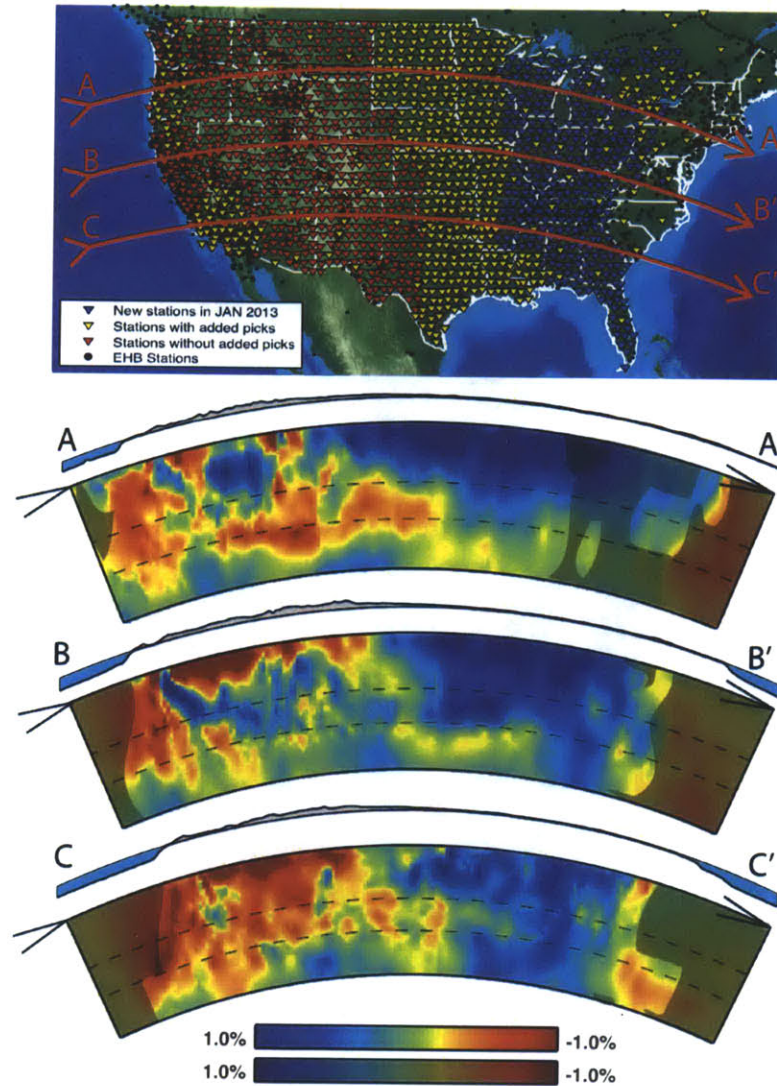 A
A
B
B'
C
C'
New stations in JAN 2013
Stations with added picks
Stations without added picks
EHB Stations
A
A
B
B'
C
C'
1.0%
-1.0%
1.0%
-1.0%